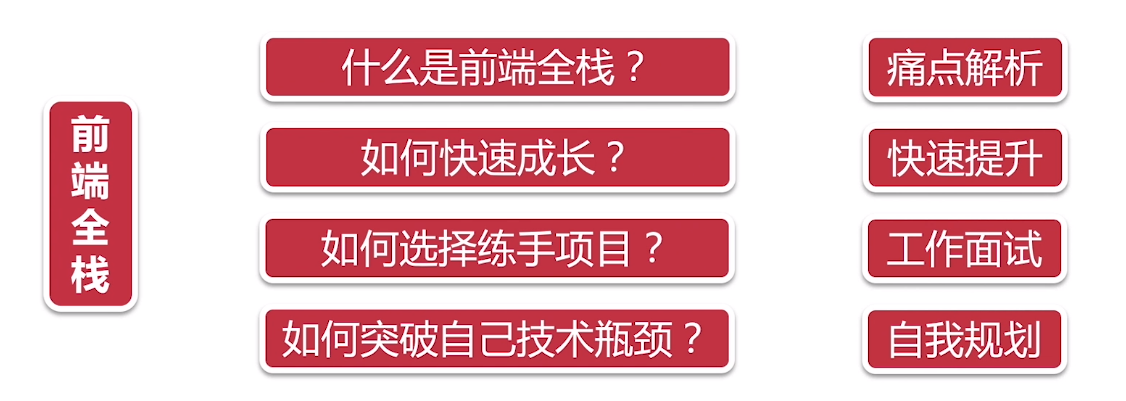 前端全栈
什么是前端全栈？
痛点解析
如何快速成长？
快速提升
如何选择练手项目？
工作面试
如何突破自己技术瓶颈？
自我规划